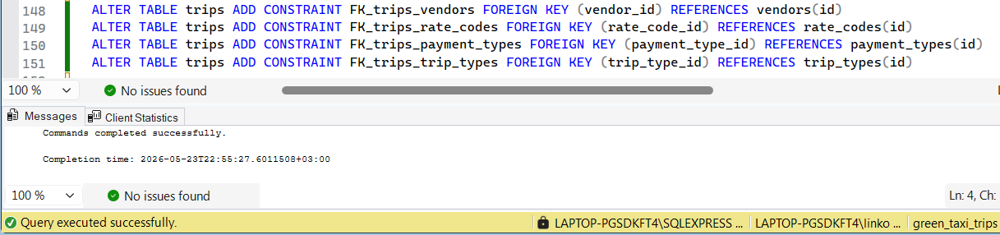 148 ALTER TABLE trips ADD CONSTRAINT FK_trips_vendors FOREIGN KEY (vendor_id) REFERENCES vendors(id)
149 ALTER TABLE trips ADD CONSTRAINT FK_trips_rate_codes FOREIGN KEY (rate_code_id) REFERENCES rate_codes(id)
150 ALTER TABLE trips ADD CONSTRAINT FK_trips_payment_types FOREIGN KEY (payment_type_id) REFERENCES payment_types(id)
151 ALTER TABLE trips ADD CONSTRAINT FK_trips_trip_types FOREIGN KEY (trip_type_id) REFERENCES trip_types(id)
100 % No issues found
Messages Client Statistics
Commands completed successfully.
Completion time: 2026-05-23T22:55:27.6011508+03:00
100 % No issues found Ln: 4, Ch:
Query executed successfully. LAPTOP-PGSDKFT4\SQLEXPRESS ... LAPTOP-PGSDKFT4\linko ... green_taxi_trips